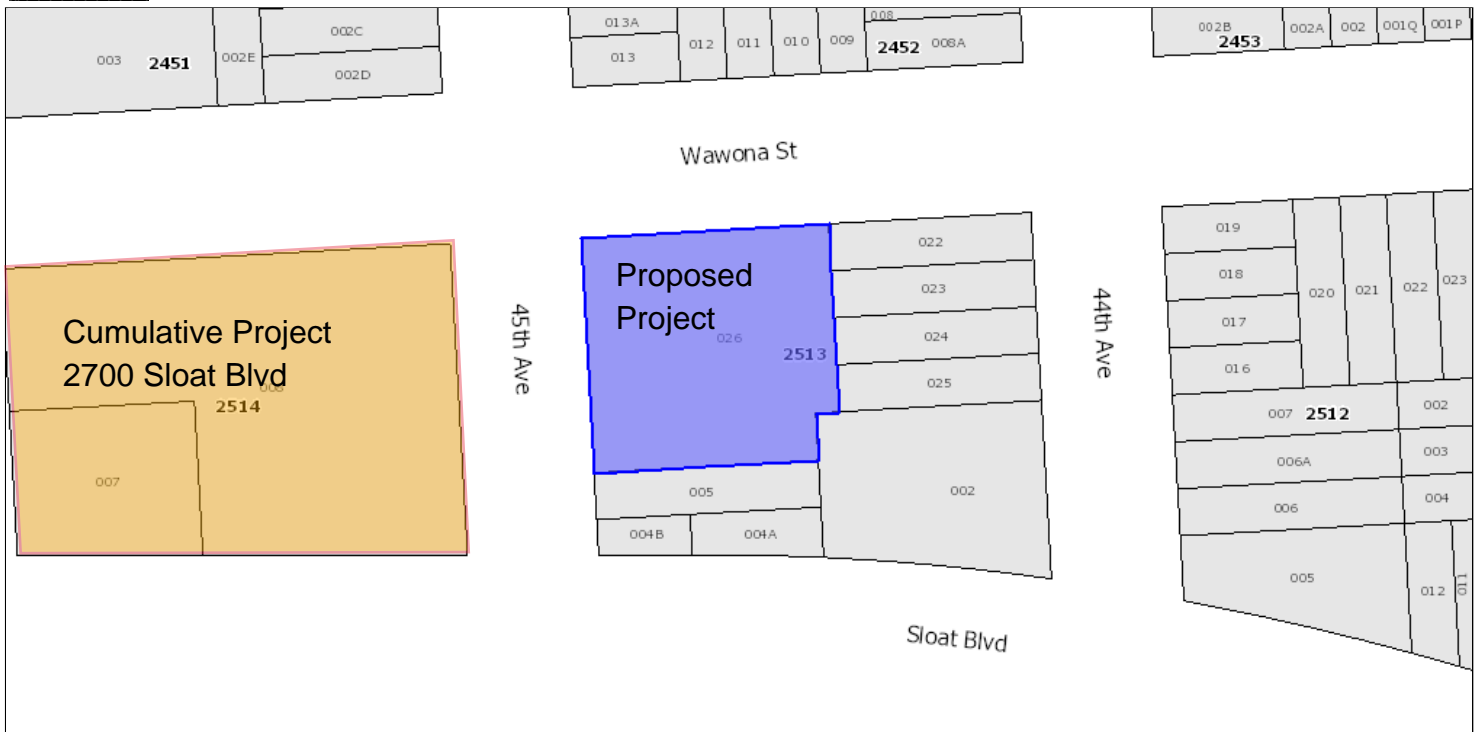 003 2451 002E 002C
002D
013A
013 012 011 010 009 2452 008 008A
002B 2453 002A 002 001Q 001P
Wawona St
Cumulative Project
2700 Sloat Blvd
2514
007
45th Ave
Proposed
Project
026
2513
022
023
024
025
005
004B 004A
002
44th Ave
019
018
017
016
020 021 022 023
007 2512 002
006A 003
006 004
005 012 011
Sloat Blvd